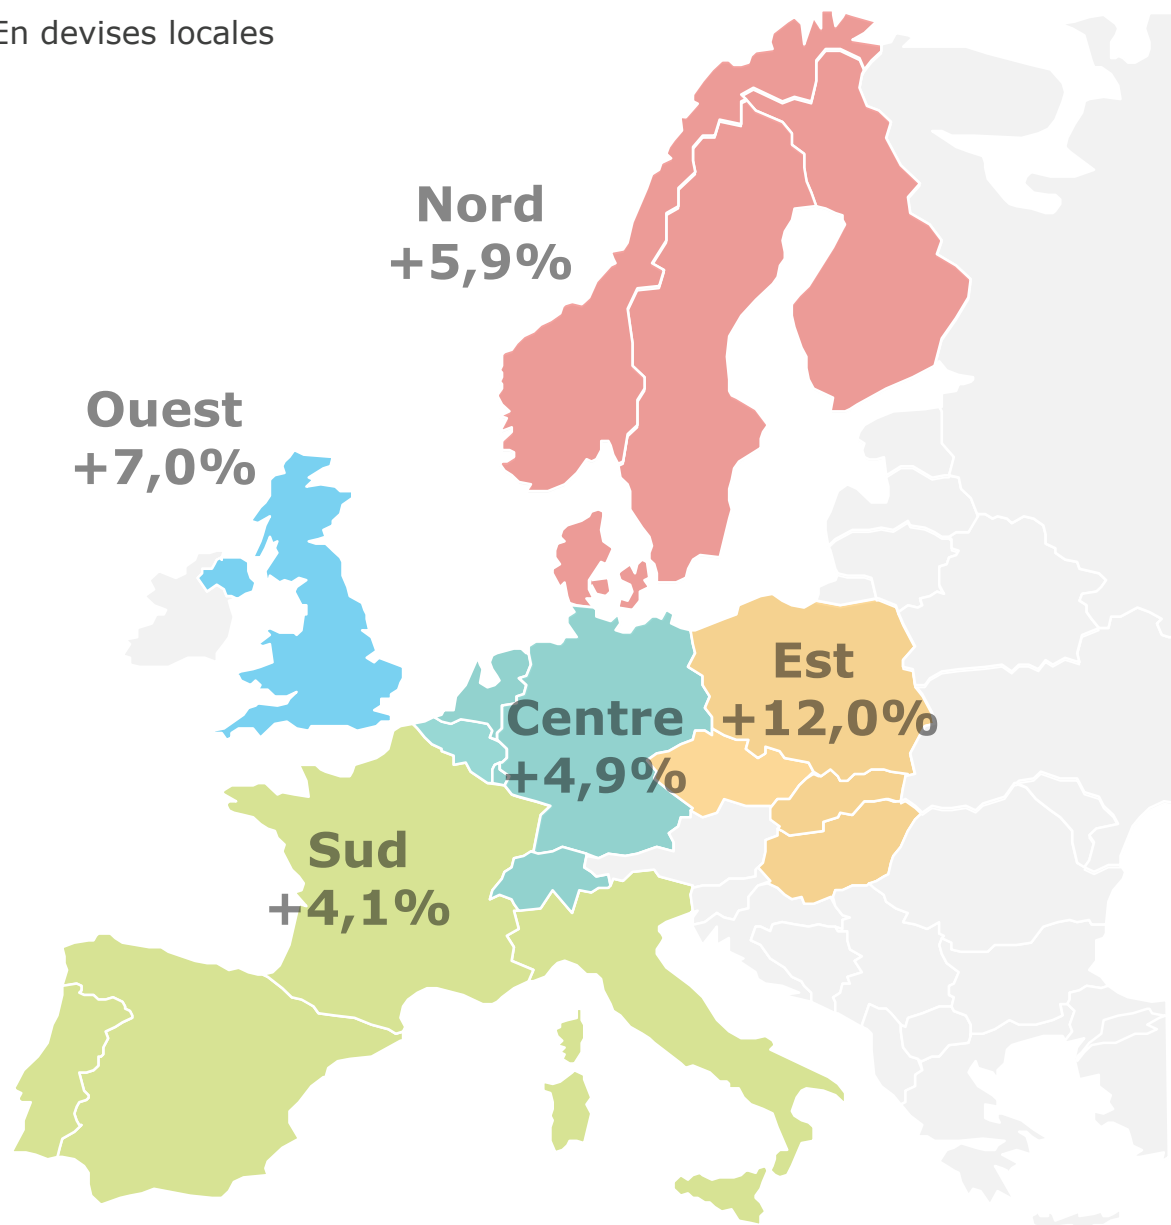 En devises locales
Nord
+5,9%
Ouest
+7,0%
Est
+12,0%
Centre
+4,9%
Sud
+4,1%